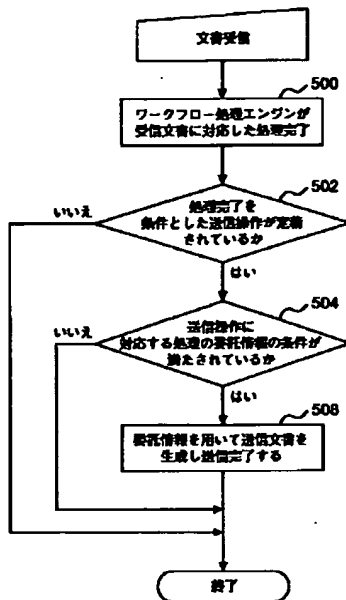 文書受信
500
ワークフロー処理エンジンが
受信文書に対応した処理完了
502
処理完了を
条件とした送信操作が定義
されているか
いいえ
はい
504
送信操作に
対応する処理の委託情報の条件が
満たされているか
いいえ
はい
508
委託情報を用いて送信文書を
生成し送信完了する
終了